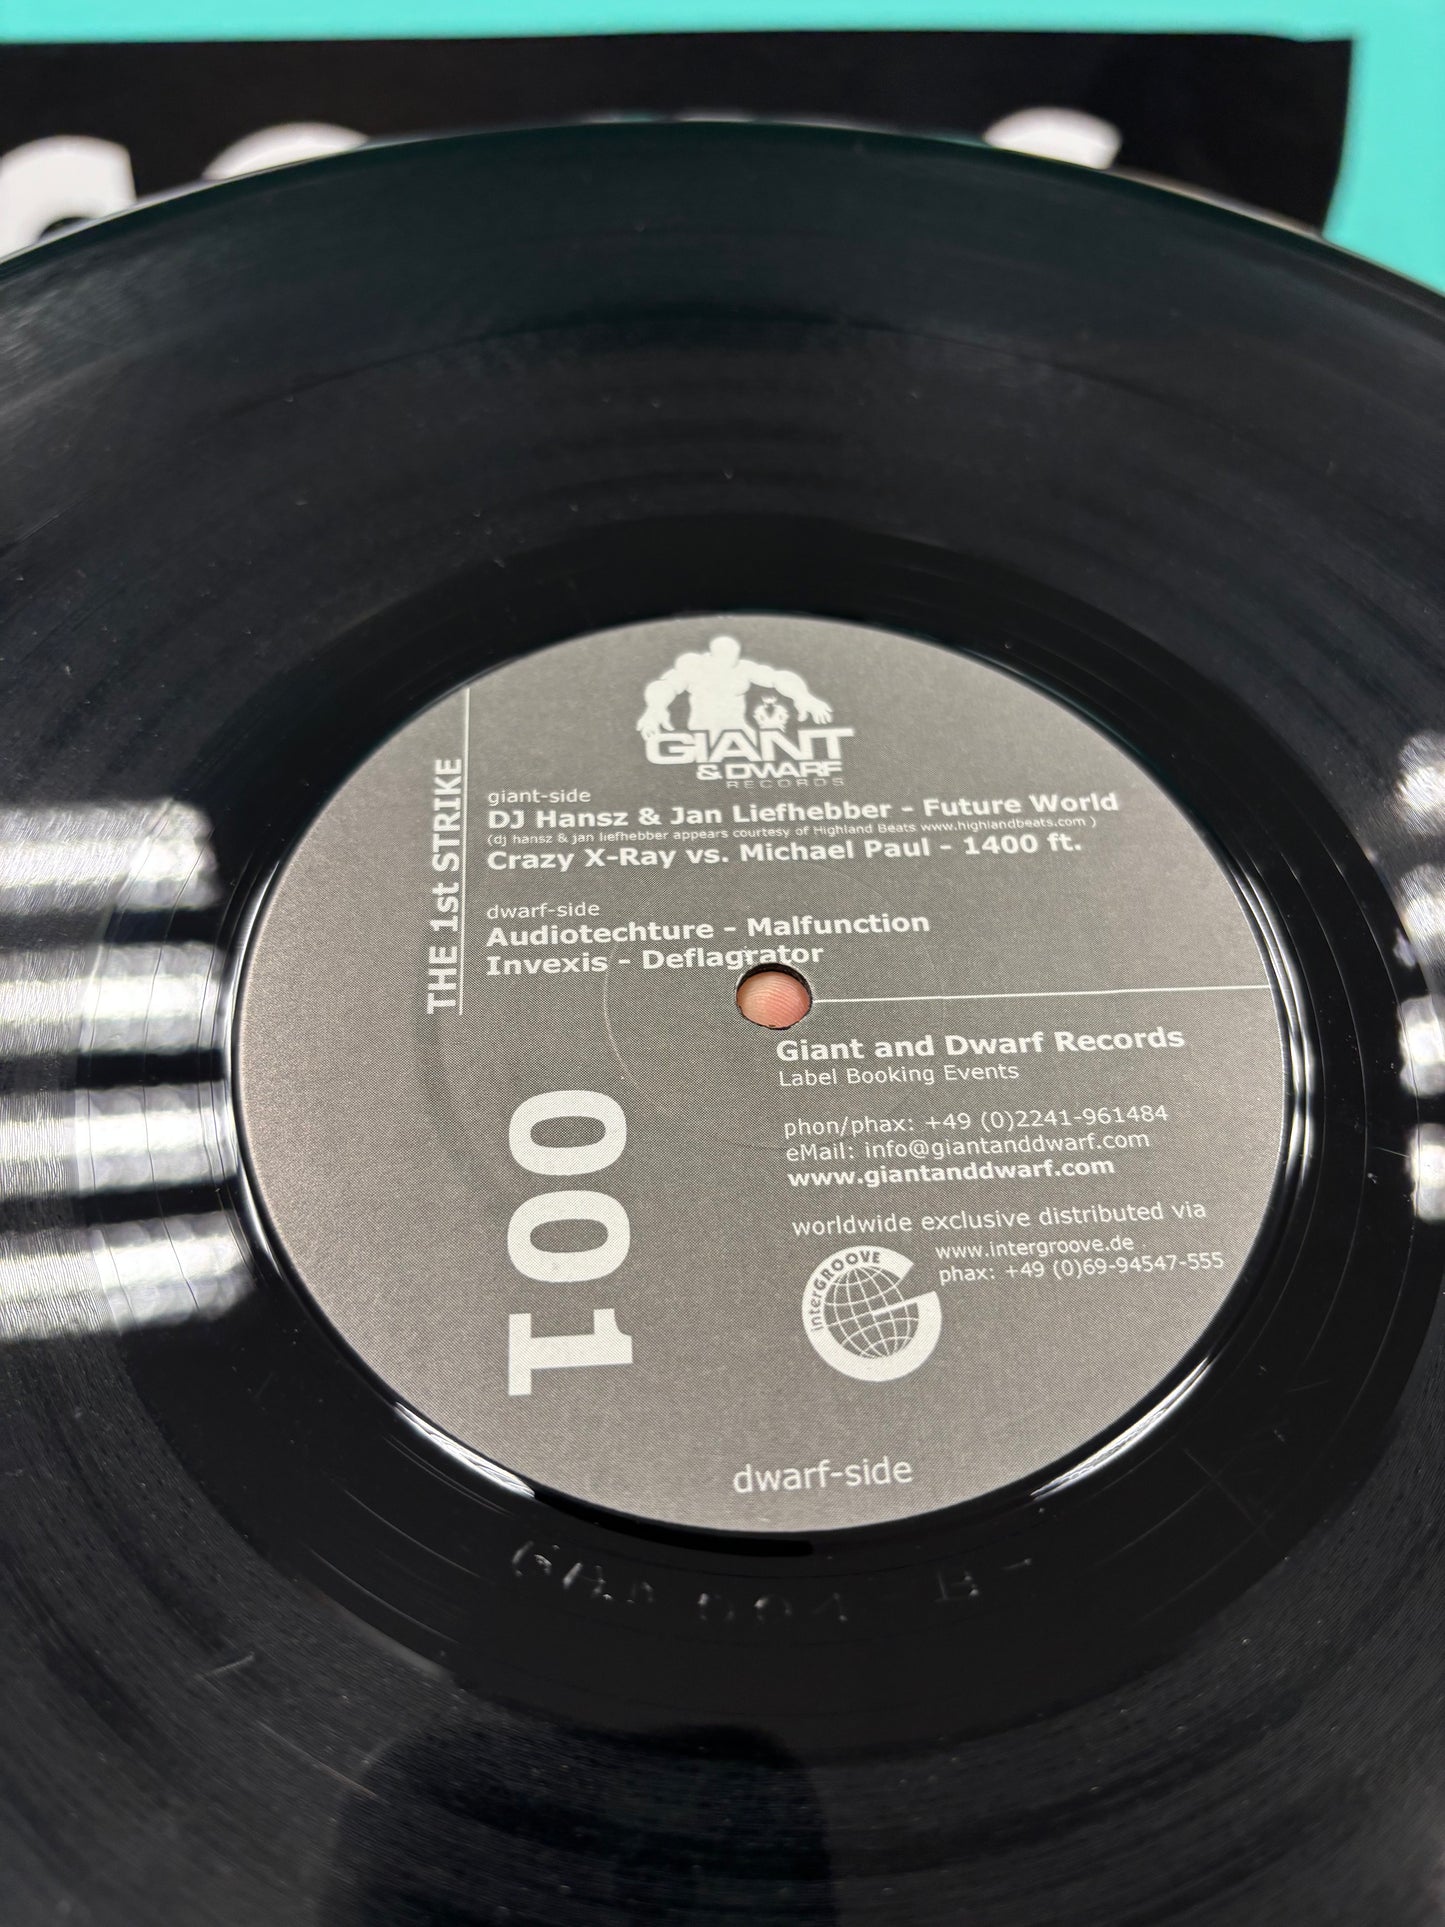 GIANT
& DWARF
RECORDS
THE 1st STRIKE
giant-side
DJ Hansz & Jan Liefhebber - Future World
(dj hansz & jan liefhebber appears courtesy of Highland Beats www.highlandbeats.com )
Crazy X-Ray vs. Michael Paul - 1400 ft.
dwarf-side
Audiotechture - Malfunction
Invexis - Deflagrator
Giant and Dwarf Records
Label Booking Events
phon/phax: +49 (0)2241-961484
eMail: info@giantanddwarf.com
www.giantanddwarf.com
worldwide exclusive distributed via
interGROOVE
www.intergroove.de
phax: +49 (0)69-94547-555
001
dwarf-side